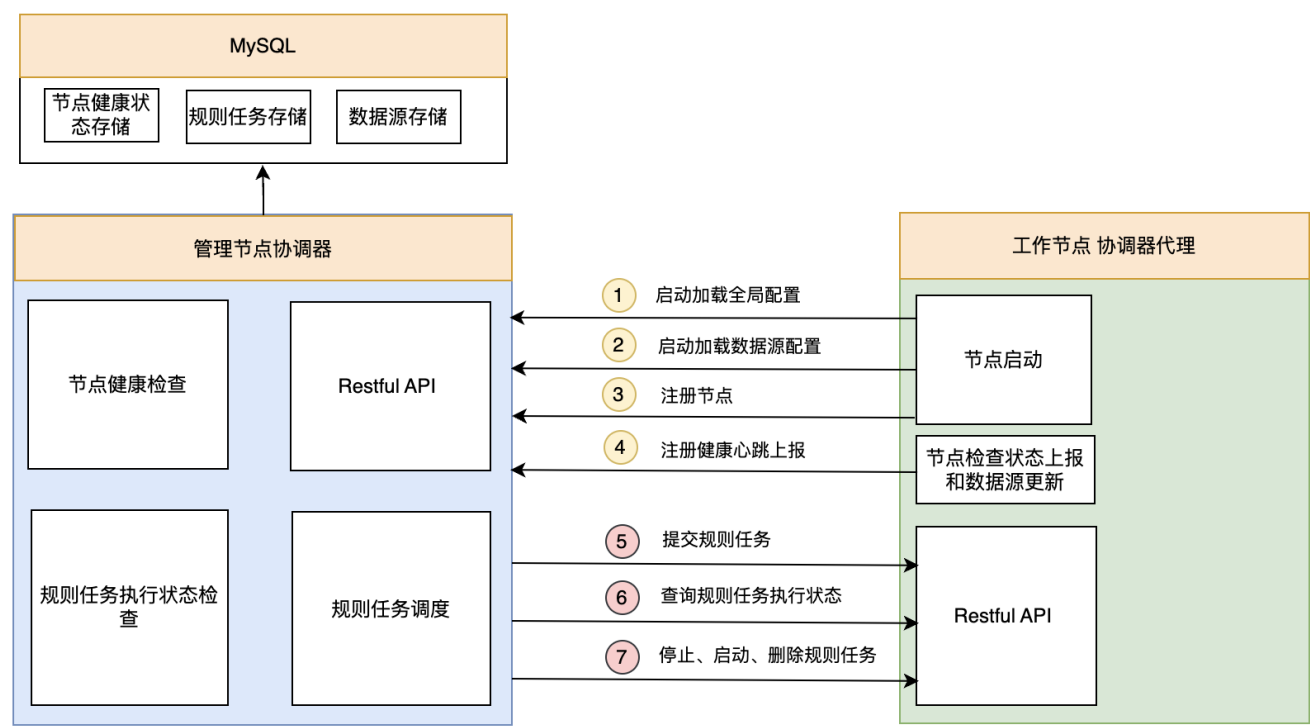 MySQL
节点健康状
态存储
规则任务存储
数据源存储
管理节点协调器
工作节点 协调器代理
节点健康检查
Restful API
规则任务执行状态检
查
规则任务调度
1 启动加载全局配置
2 启动加载数据源配置
3 注册节点
4 注册健康心跳上报
5 提交规则任务
6 查询规则任务执行状态
7 停止、启动、删除规则任务
节点启动
节点检查状态上报
和数据源更新
Restful API